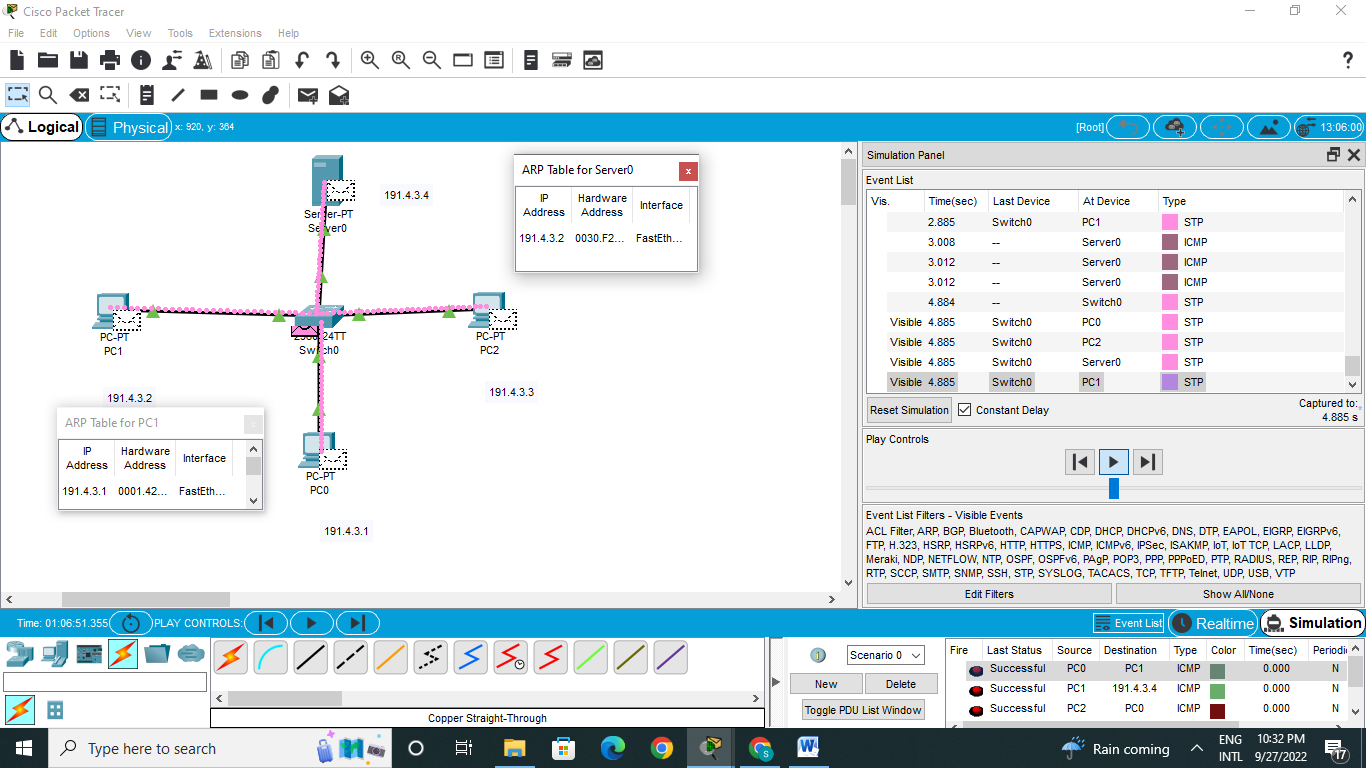 Cisco Packet Tracer
File Edit Options View Tools Extensions Help
Logical Physical x: 920, y: 364 [Root] 13:06:00
191.4.3.4
Server-PT
Server0
PC-PT
PC1
191.4.3.2
24TT
PC-PT
PC2
191.4.3.3
PC-PT
PC0
191.4.3.1
ARP Table for Server0
IP Address Hardware Address Interface
191.4.3.2 0030.F2... FastEth...
ARP Table for PC1
IP Address Hardware Address Interface
191.4.3.1 0001.42... FastEth...
Simulation Panel
Event List
Vis. Time(sec) Last Device At Device Type
2.885 Switch0 PC1 STP
3.008 -- Server0 ICMP
3.012 -- Server0 ICMP
3.012 -- Server0 ICMP
4.884 -- Switch0 STP
Visible 4.885 Switch0 PC0 STP
Visible 4.885 Switch0 PC2 STP
Visible 4.885 Switch0 Server0 STP
Visible 4.885 Switch0 PC1 STP
Reset Simulation Constant Delay Captured to:
4.885 s
Play Controls
Event List Filters - Visible Events
ACL Filter, ARP, BGP, Bluetooth, CAPWAP, CDP, DHCP, DHCPv6, DNS, DTP, EAPOL, EIGRP, EIGRPv6,
FTP, H.323, HSRP, HSRPv6, HTTP, HTTPS, ICMP, ICMPv6, IPSec, ISAKMP, IoT, IoT TCP, LACP, LLDP,
Meraki, NDP, NETFLOW, NTP, OSPF, OSPFv6, PAgP, POP3, PPP, PPPoED, PTP, RADIUS, REP, RIP, RIPng,
RTP, SCCP, SMTP, SNMP, SSH, STP, SYSLOG, TACACS, TCP, TFTP, Telnet, UDP, USB, VTP
Edit Filters Show All/None
Time: 01:06:51.355 PLAY CONTROLS: Event List Realtime Simulation
Copper Straight-Through
Scenario 0
New Delete
Toggle PDU List Window
Fire Last Status Source Destination Type Color Time(sec) Periodic
Successful PC0 PC1 ICMP 0.000 N
Successful PC1 191.4.3.4 ICMP 0.000 N
Successful PC2 PC0 ICMP 0.000 N
Type here to search
Rain coming
ENG
INTL
10:32 PM
9/27/2022
17